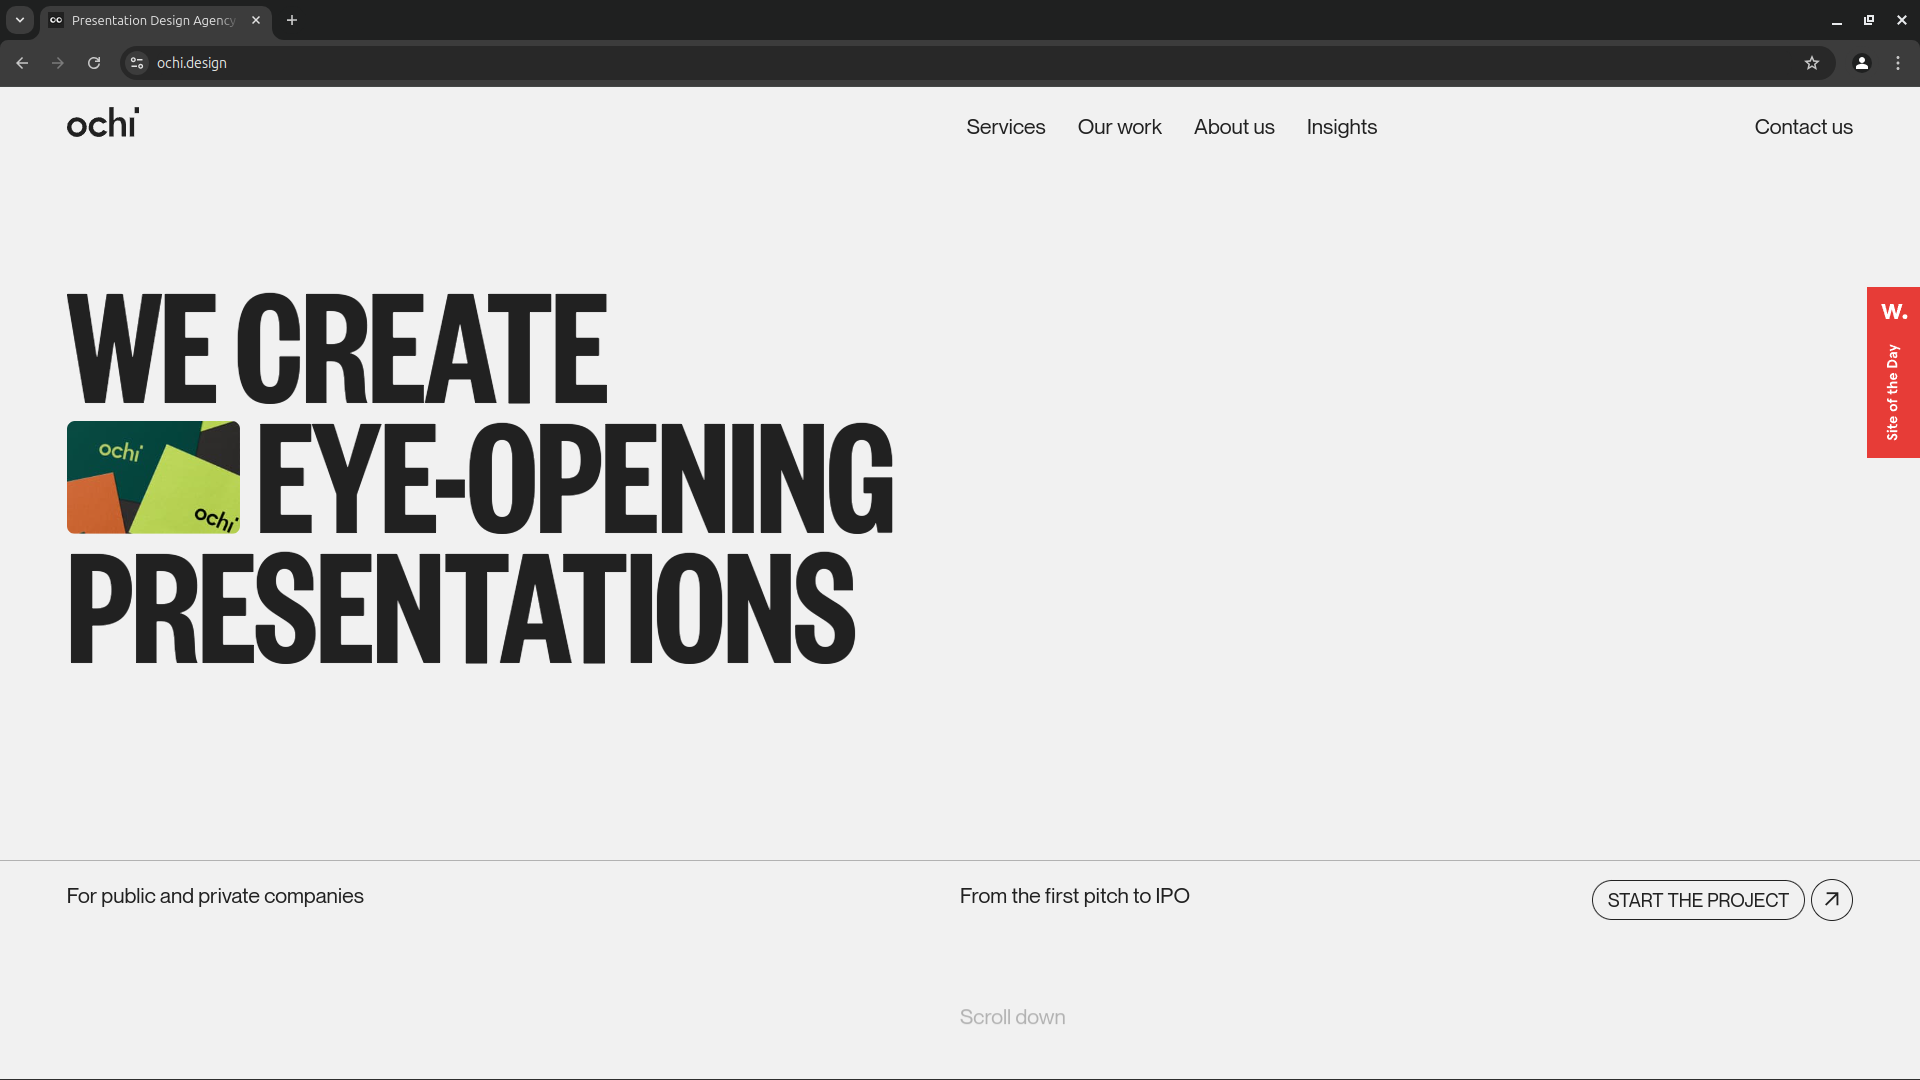 Presentation Design Agency
ochi.design
ochi
Services
Our work
About us
Insights
Contact us
WE CREATE
EYE-OPENING
PRESENTATIONS
ochi
ochi
W.
Site of the Day
For public and private companies
From the first pitch to IPO
START THE PROJECT
Scroll down